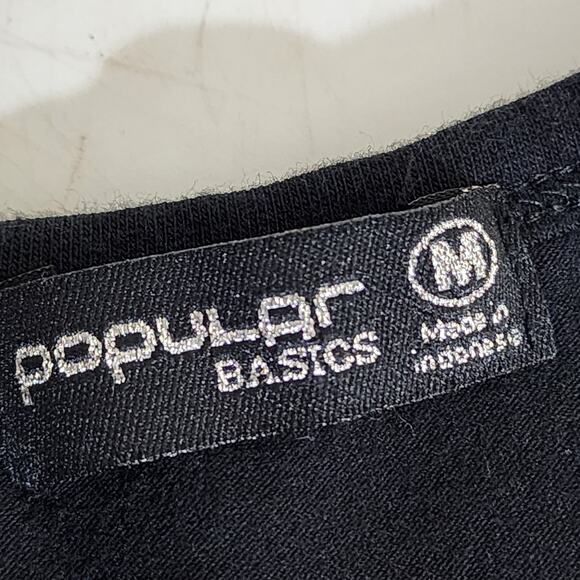 popular
BASICS
M
Made in
Indonesia